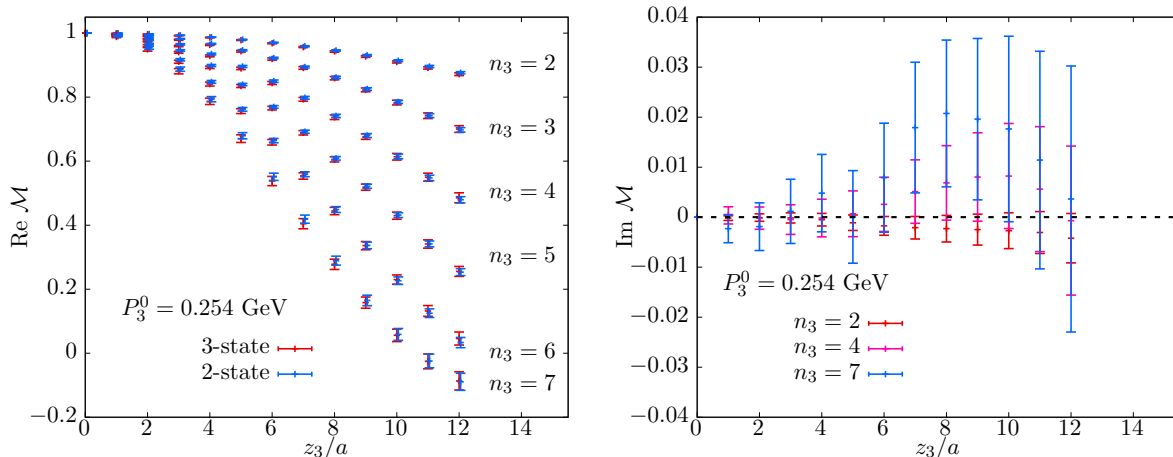 1
0.8
0.6
0.4
0.2
0
−0.2
Re ℳ
0 2 4 6 8 10 12 14
z₃/a
n₃ = 2
n₃ = 3
n₃ = 4
n₃ = 5
n₃ = 6
n₃ = 7
P₃⁰ = 0.254 GeV
3-state
2-state
0.04
0.03
0.02
0.01
0
−0.01
−0.02
−0.03
−0.04
Im ℳ
0 2 4 6 8 10 12 14
z₃/a
P₃⁰ = 0.254 GeV
n₃ = 2
n₃ = 4
n₃ = 7